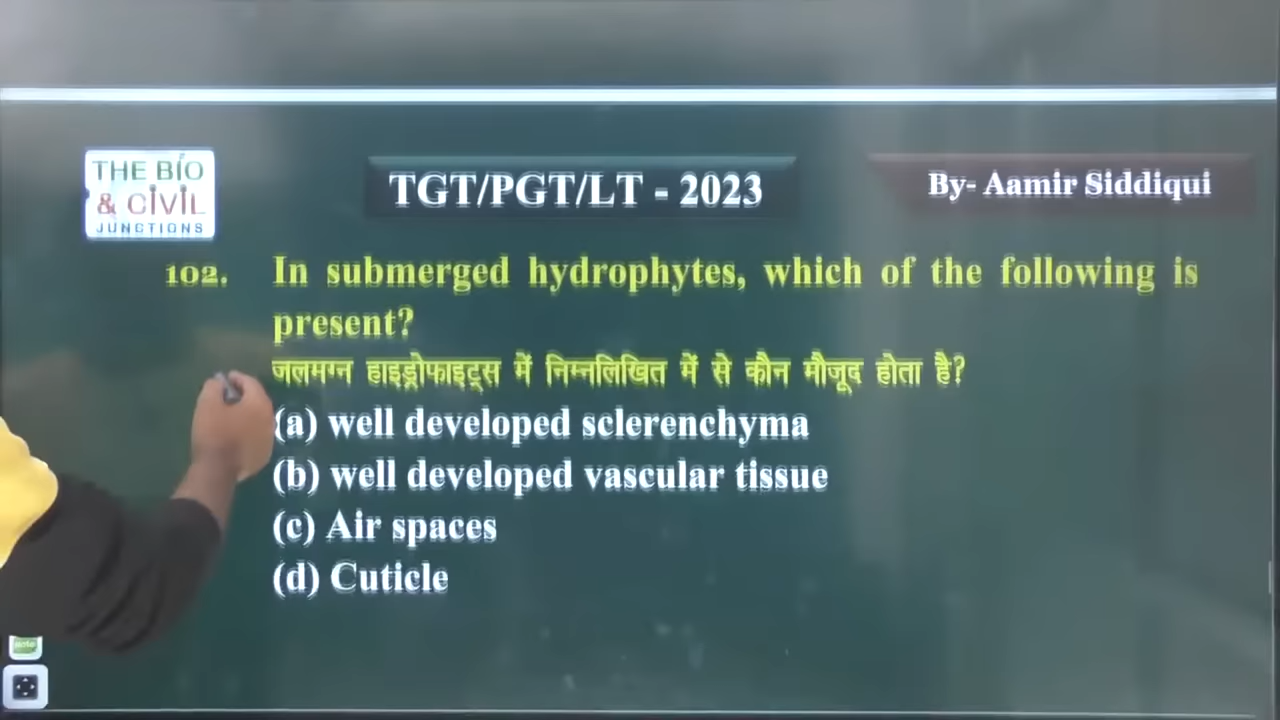 THE BIO
& CIVIL
JUNCTIONS
TGT/PGT/LT - 2023
By- Aamir Siddiqui
102. In submerged hydrophytes, which of the following is
present?
जलमग्न हाइड्रोफाइट्स में निम्नलिखित में से कौन मौजूद होता है?
(a) well developed sclerenchyma
(b) well developed vascular tissue
(c) Air spaces
(d) Cuticle